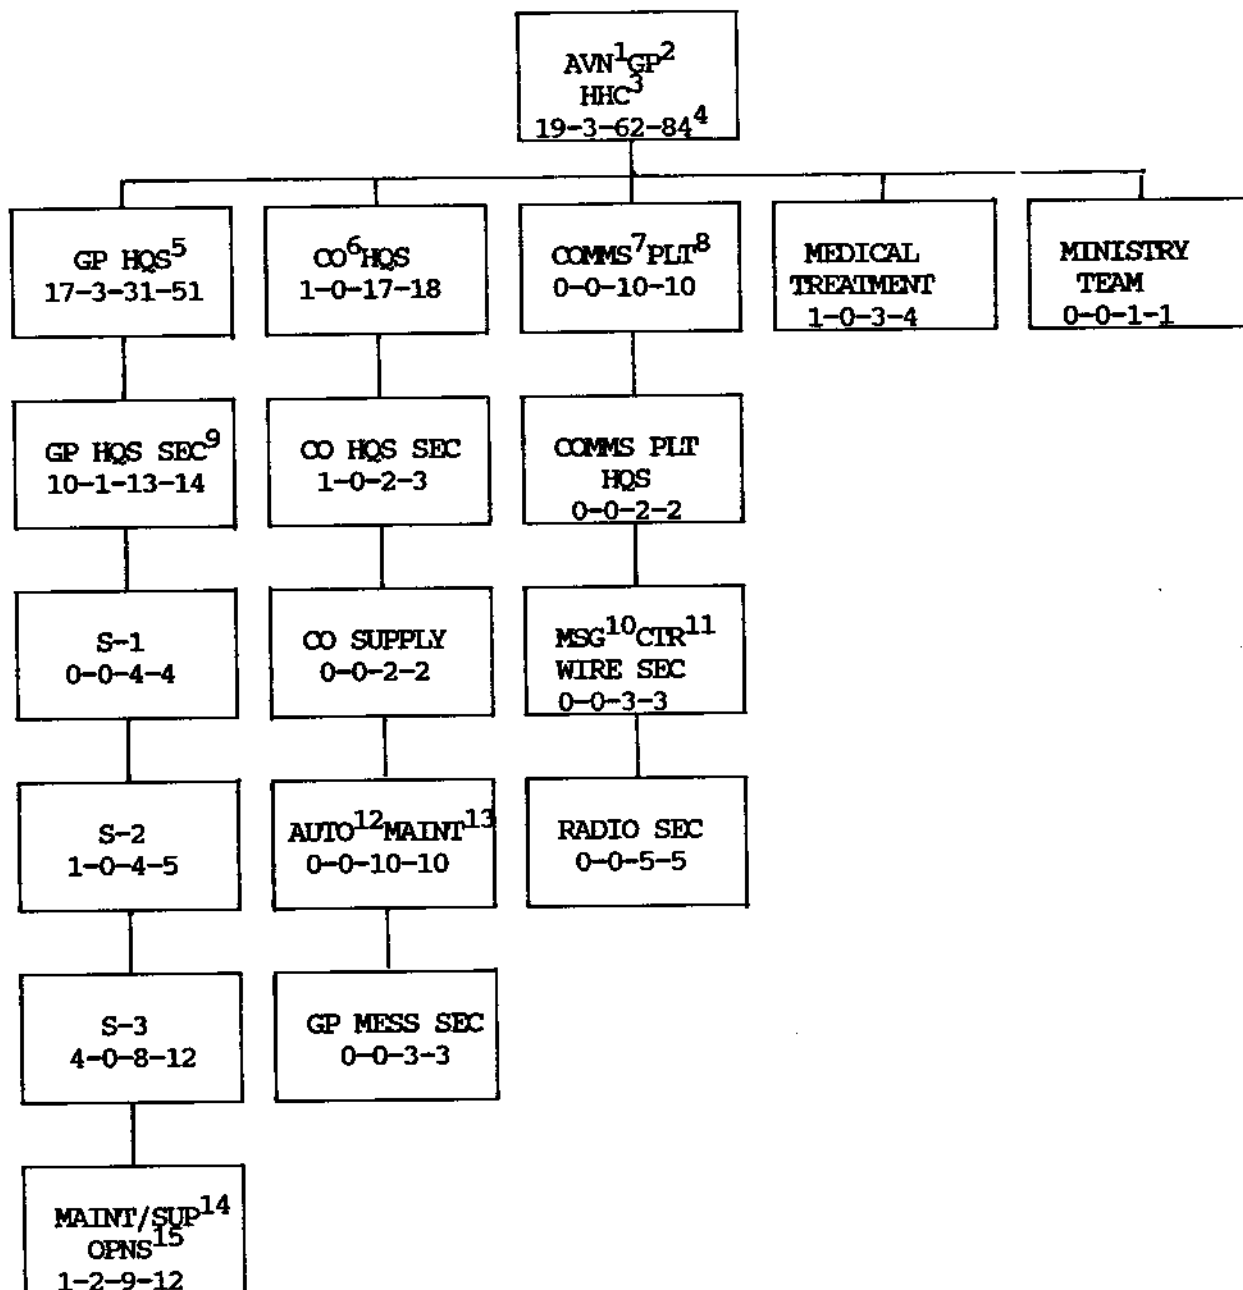 AVN¹GP²
HHC³
19-3-62-84⁴
GP HQS⁵
17-3-31-51
CO⁶HQS
1-0-17-18
COMMS⁷PLT⁸
0-0-10-10
MEDICAL
TREATMENT
1-0-3-4
MINISTRY
TEAM
0-0-1-1
GP HQS SEC⁹
10-1-13-14
CO HQS SEC
1-0-2-3
COMMS PLT
HQS
0-0-2-2
S-1
0-0-4-4
CO SUPPLY
0-0-2-2
MSG¹⁰CTR¹¹
WIRE SEC
0-0-3-3
S-2
1-0-4-5
AUTO¹²MAINT¹³
0-0-10-10
RADIO SEC
0-0-5-5
S-3
4-0-8-12
GP MESS SEC
0-0-3-3
MAINT/SUP¹⁴
OPNS¹⁵
1-2-9-12